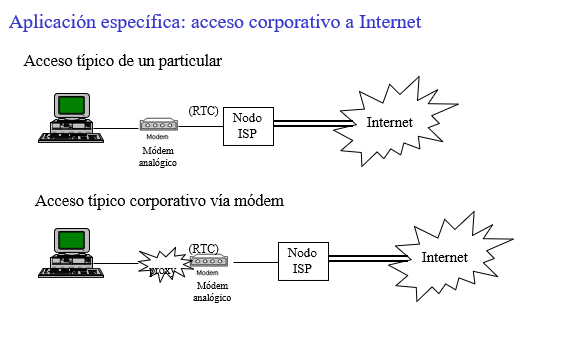 Aplicación específica: acceso corporativo a Internet
Acceso típico de un particular
(RTC)
Nodo
ISP
Internet
Modem
Módem
analógico
Acceso típico corporativo vía módem
(RTC)
proxy
Modem
Módem
analógico
Nodo
ISP
Internet